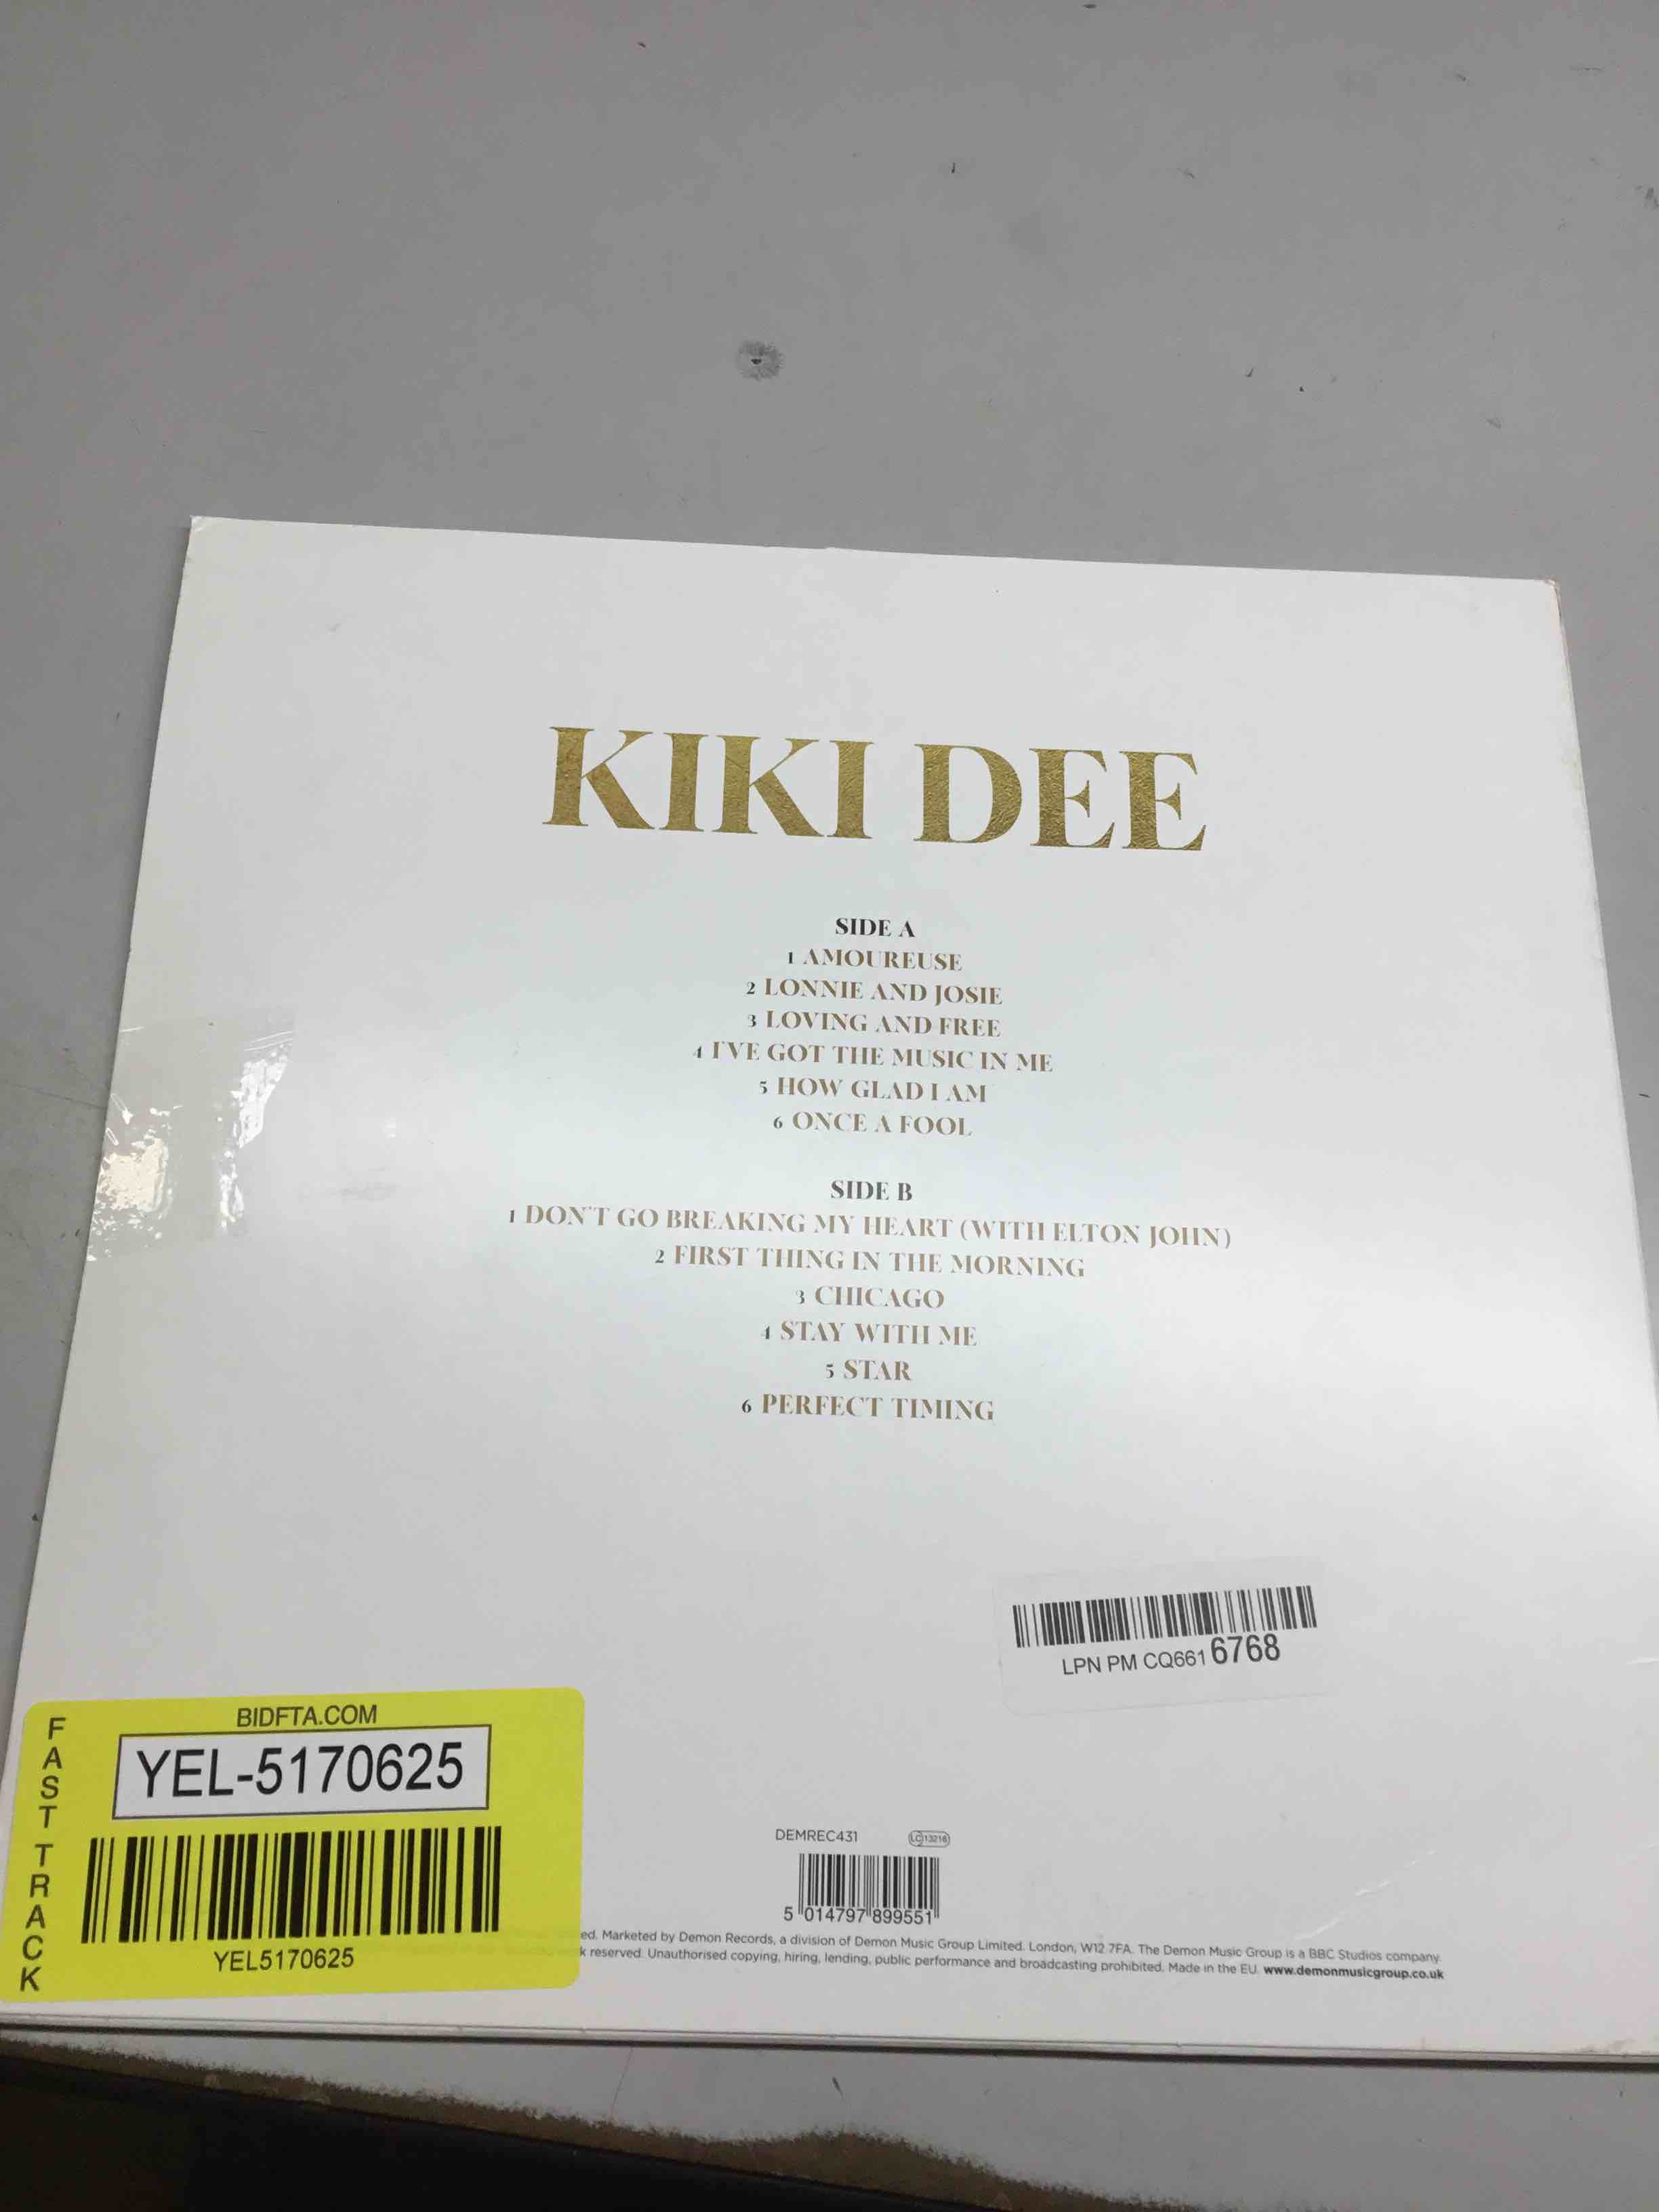 KIKI DEE
SIDE A
1 AMOUREUSE
2 LONNIE AND JOSIE
3 LOVING AND FREE
4 I'VE GOT THE MUSIC IN ME
5 HOW GLAD I AM
6 ONCE A FOOL
SIDE B
1 DON'T GO BREAKING MY HEART (WITH ELTON JOHN)
2 FIRST THING IN THE MORNING
3 CHICAGO
4 STAY WITH ME
5 STAR
6 PERFECT TIMING
LPN PM CQ661 6768
FAST TRACK
BIDFTA.COM
YEL-5170625
YEL5170625
DEMREC431
LC 13216
5 014797 899551
ed. Marketed by Demon Records, a division of Demon Music Group Limited. London, W12 7FA. The Demon Music Group is a BBC Studios company.
k reserved. Unauthorised copying, hiring, lending, public performance and broadcasting prohibited. Made in the EU. www.demonmusicgroup.co.uk